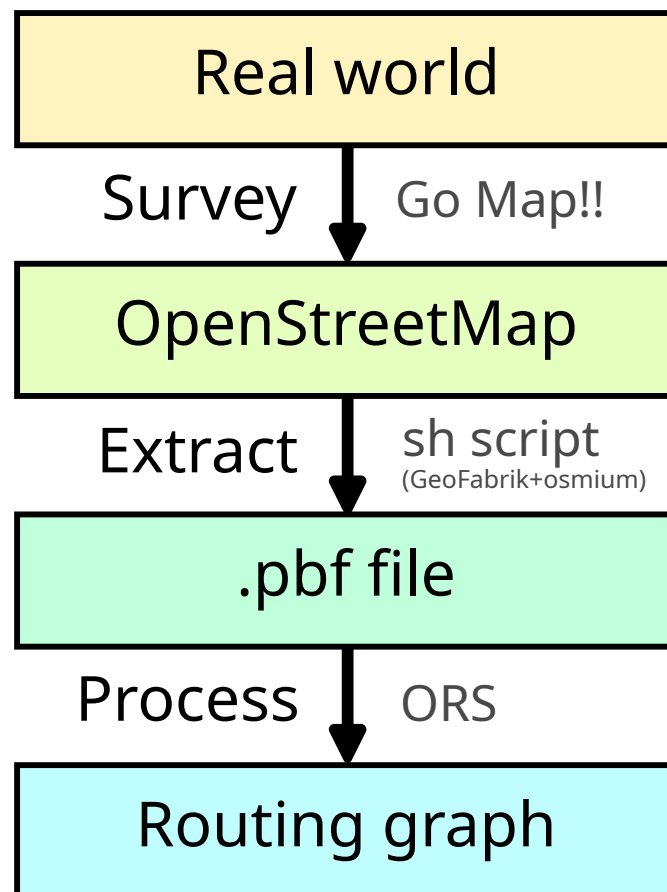 Real world
Survey
Go Map!!
OpenStreetMap
Extract
sh script
(GeoFabrik+osmium)
.pbf file
Process
ORS
Routing graph